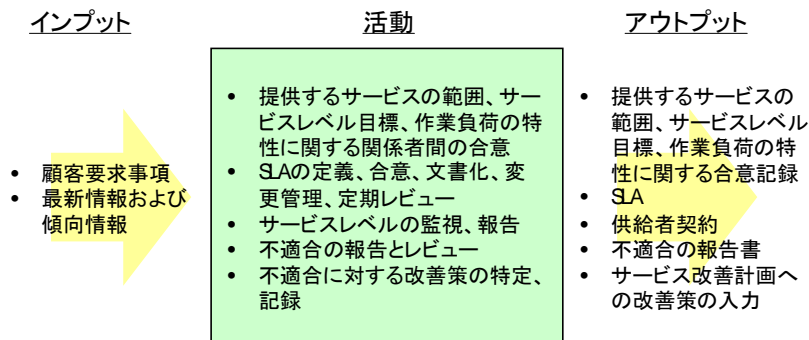 インプット
活動
アウトプット
• 顧客要求事項
• 最新情報および
傾向情報
• 提供するサービスの範囲、サー
ビスレベル目標、作業負荷の特
性に関する関係者間の合意
• SLAの定義、合意、文書化、変
更管理、定期レビュー
• サービスレベルの監視、報告
• 不適合の報告とレビュー
• 不適合に対する改善策の特定、
記録
• 提供するサービスの
範囲、サービスレベル
目標、作業負荷の特
性に関する合意記録
• SLA
• 供給者契約
• 不適合の報告書
• サービス改善計画へ
の改善策の入力